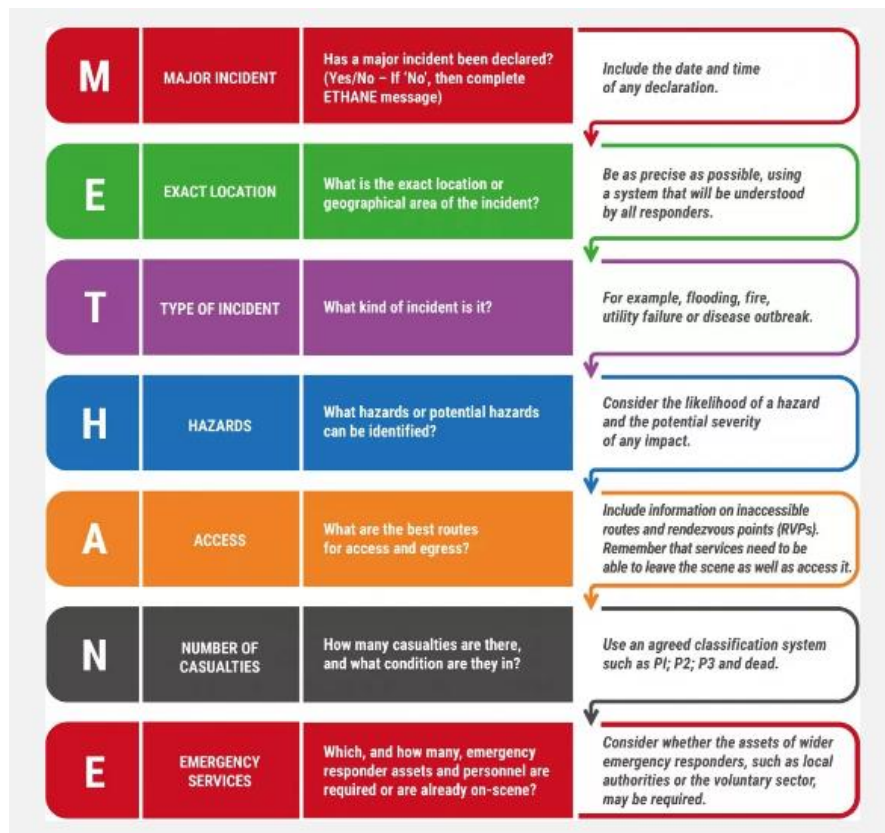 M
MAJOR INCIDENT
Has a major incident been declared?
(Yes/No – If ‘No’, then complete
ETHANE message)
Include the date and time
of any declaration.
E
EXACT LOCATION
What is the exact location or
geographical area of the incident?
Be as precise as possible, using
a system that will be understood
by all responders.
T
TYPE OF INCIDENT
What kind of incident is it?
For example, flooding, fire,
utility failure or disease outbreak.
H
HAZARDS
What hazards or potential hazards
can be identified?
Consider the likelihood of a hazard
and the potential severity
of any impact.
A
ACCESS
What are the best routes
for access and egress?
Include information on inaccessible
routes and rendezvous points (RVPs).
Remember that services need to be
able to leave the scene as well as access it.
N
NUMBER OF
CASUALTIES
How many casualties are there,
and what condition are they in?
Use an agreed classification system
such as P1; P2; P3 and dead.
E
EMERGENCY
SERVICES
Which, and how many, emergency
responder assets and personnel are
required or are already on-scene?
Consider whether the assets of wider
emergency responders, such as local
authorities or the voluntary sector,
may be required.